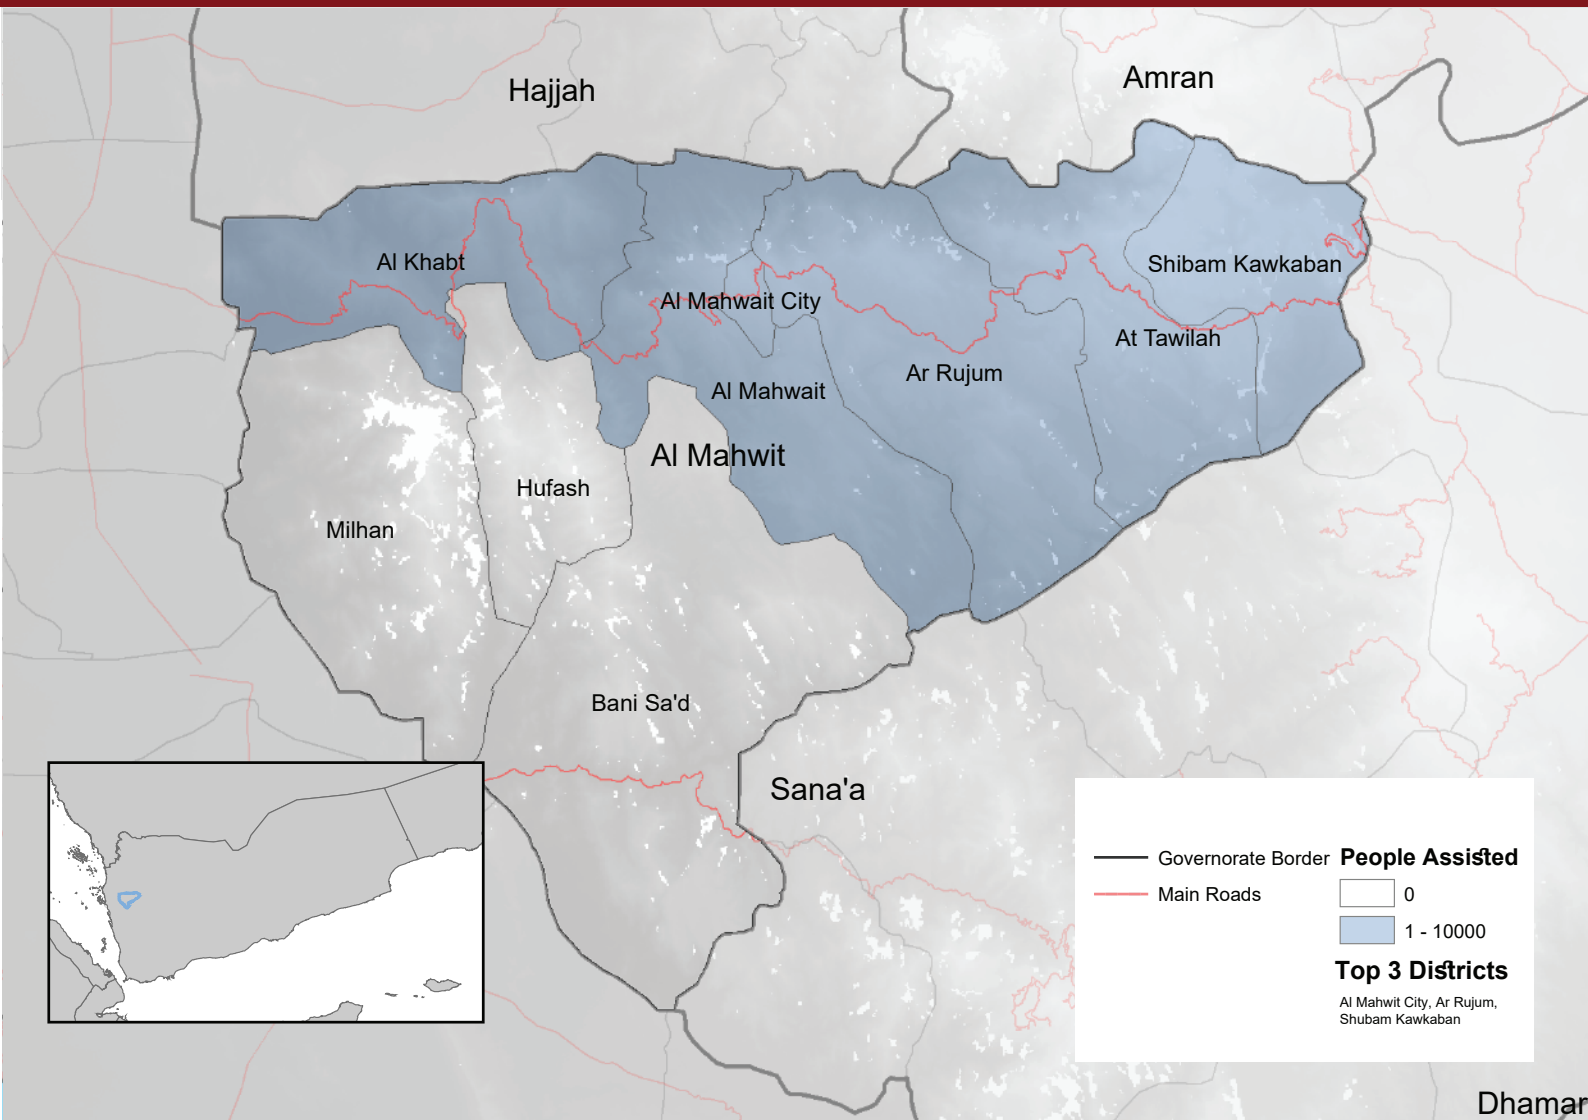 Hajjah
Amran
Al Khabt
Shibam Kawkaban
Al Mahwait City
At Tawilah
Ar Rujum
Al Mahwait
Al Mahwit
Hufash
Milhan
Bani Sa'd
Sana'a
Governorate Border
Main Roads
People Assisted
0
1 - 10000
Top 3 Districts
Al Mahwit City, Ar Rujum,
Shubam Kawkaban
Dhamar